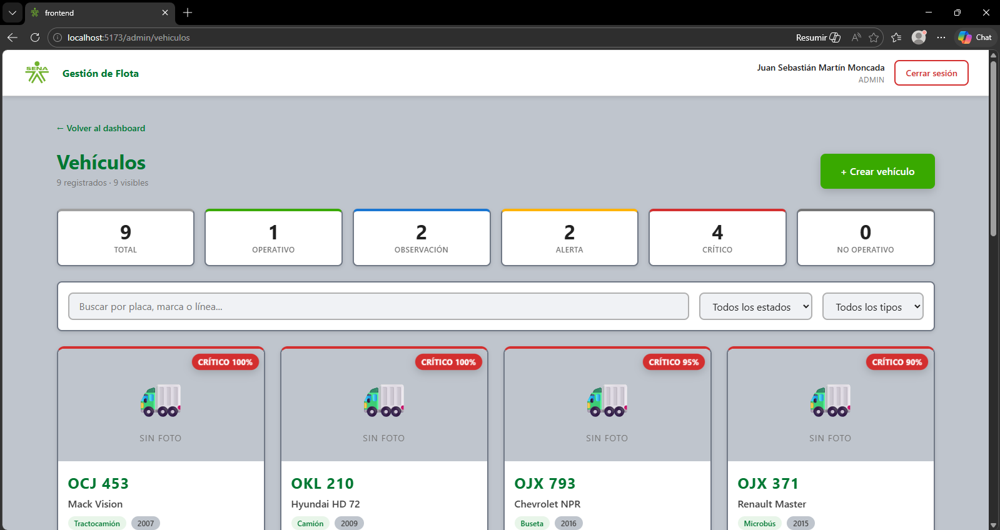 frontend
localhost:5173/admin/vehiculos
Resumir
Chat
SENA
Gestión de Flota
Juan Sebastián Martín Moncada
ADMIN
Cerrar sesión
← Volver al dashboard
Vehículos
9 registrados · 9 visibles
+ Crear vehículo
9
TOTAL
1
OPERATIVO
2
OBSERVACIÓN
2
ALERTA
4
CRÍTICO
0
NO OPERATIVO
Buscar por placa, marca o línea...
Todos los estados
Todos los tipos
CRÍTICO 100%
SIN FOTO
OCJ 453
Mack Vision
Tractocamión 2007
CRÍTICO 100%
SIN FOTO
OKL 210
Hyundai HD 72
Camión 2009
CRÍTICO 95%
SIN FOTO
OJX 793
Chevrolet NPR
Buseta 2016
CRÍTICO 90%
SIN FOTO
OJX 371
Renault Master
Microbús 2015